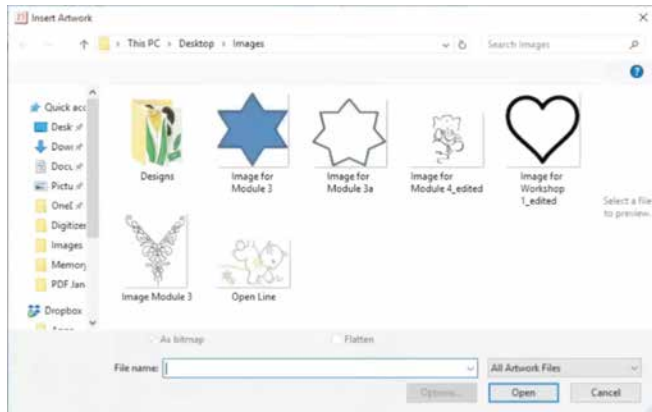 Insert Artwork
This PC › Desktop › Images
Search Images
Quick acc
Desk
Down
Docu
Pictu
OneD
Digitizer
Images
Memory
PDF Jan
Dropbox
Designs
Image for
Module 3
Image for
Module 3a
Image for
Module 4_edited
Image for
Workshop
1_edited
Select a file
to preview.
Image Module 3
Open Line
As bitmap
Flatten
File name:
All Artwork Files
Options...
Open
Cancel